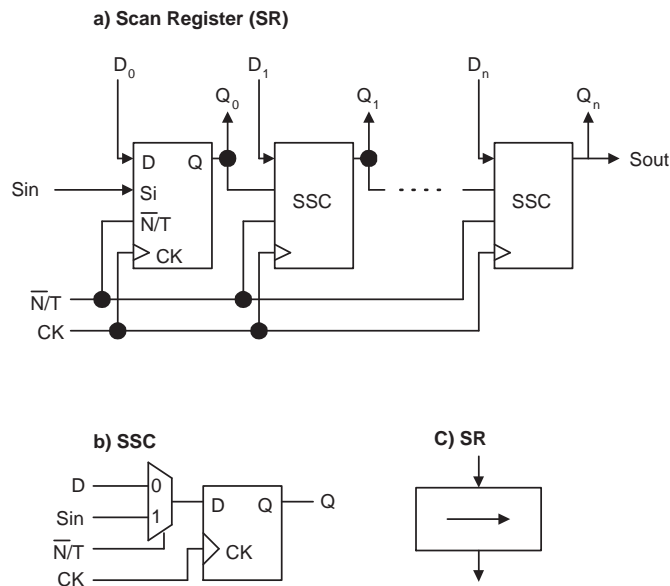 a) Scan Register (SR)
D0 D1 Dn
Q0 Q1 Qn
D Q
Sin Si SSC SSC Sout
N̅/T
CK
N̅/T
CK
b) SSC C) SR
D 0
D Q Q
Sin 1
N̅/T
CK
CK